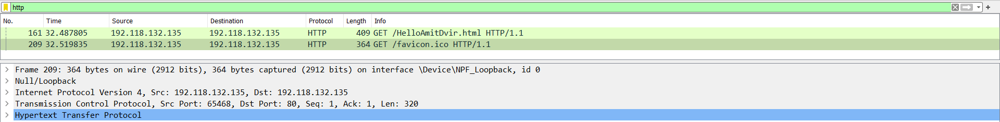 http
No. Time Source Destination Protocol Length Info
161 32.487805 192.118.132.135 192.118.132.135 HTTP 409 GET /HelloAmitDvir.html HTTP/1.1
209 32.519835 192.118.132.135 192.118.132.135 HTTP 364 GET /favicon.ico HTTP/1.1
Frame 209: 364 bytes on wire (2912 bits), 364 bytes captured (2912 bits) on interface \Device\NPF_Loopback, id 0
Null/Loopback
Internet Protocol Version 4, Src: 192.118.132.135, Dst: 192.118.132.135
Transmission Control Protocol, Src Port: 65468, Dst Port: 80, Seq: 1, Ack: 1, Len: 320
Hypertext Transfer Protocol